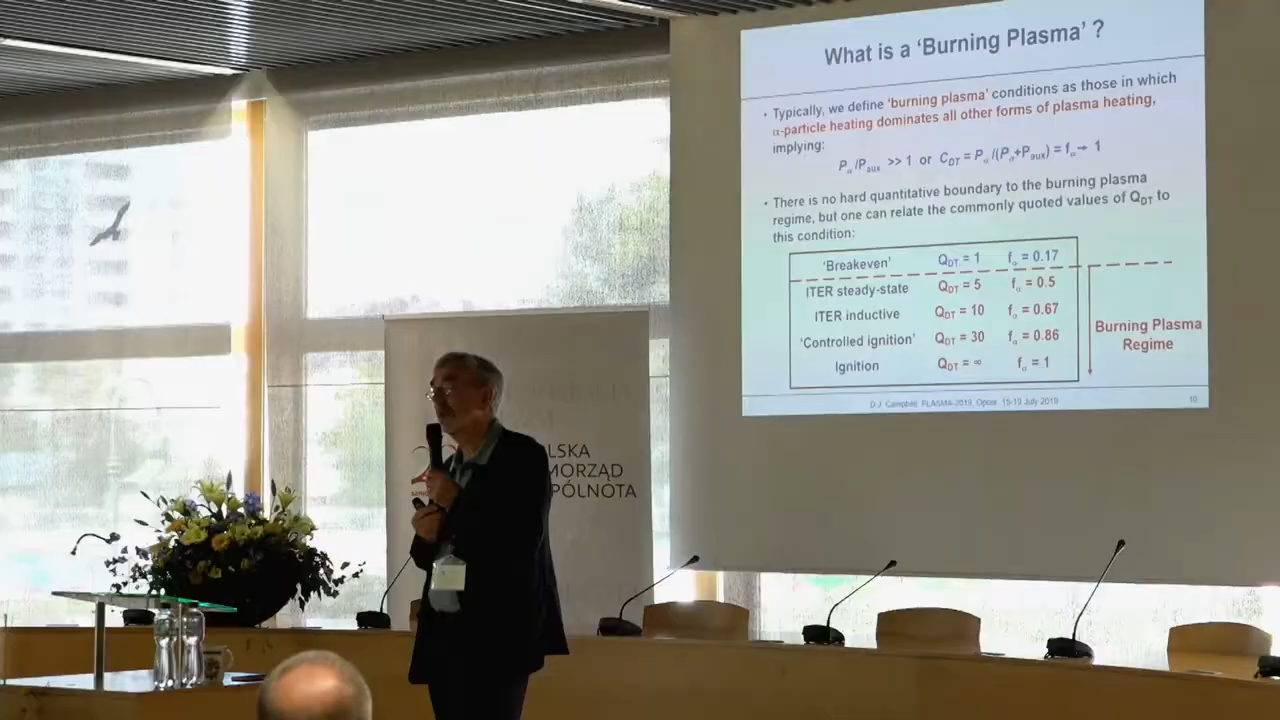 What is a ‘Burning Plasma’ ?
• Typically, we define ‘burning plasma’ conditions as those in which
α-particle heating dominates all other forms of plasma heating,
implying:
Pα/Paux >> 1 or CDT = Pα/(Pα+Paux) = fα→ 1
• There is no hard quantitative boundary to the burning plasma
regime, but one can relate the commonly quoted values of QDT to
this condition:
‘Breakeven’ QDT = 1 fα = 0.17
ITER steady-state QDT = 5 fα = 0.5
ITER inductive QDT = 10 fα = 0.67
‘Controlled ignition’ QDT = 30 fα = 0.86
Ignition QDT = ∞ fα = 1
Burning Plasma
Regime
D J Campbell, PLASMA-2019, Opole, 15-19 July 2019 10
LSKA
MORZĄD
PÓLNOTA